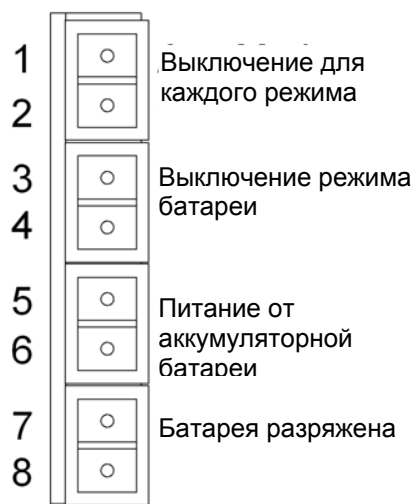 1
Выключение для
2
каждого режима
3
Выключение режима
4
батареи
5
Питание от
6
аккумуляторной
батареи
7
Батарея разряжена
8